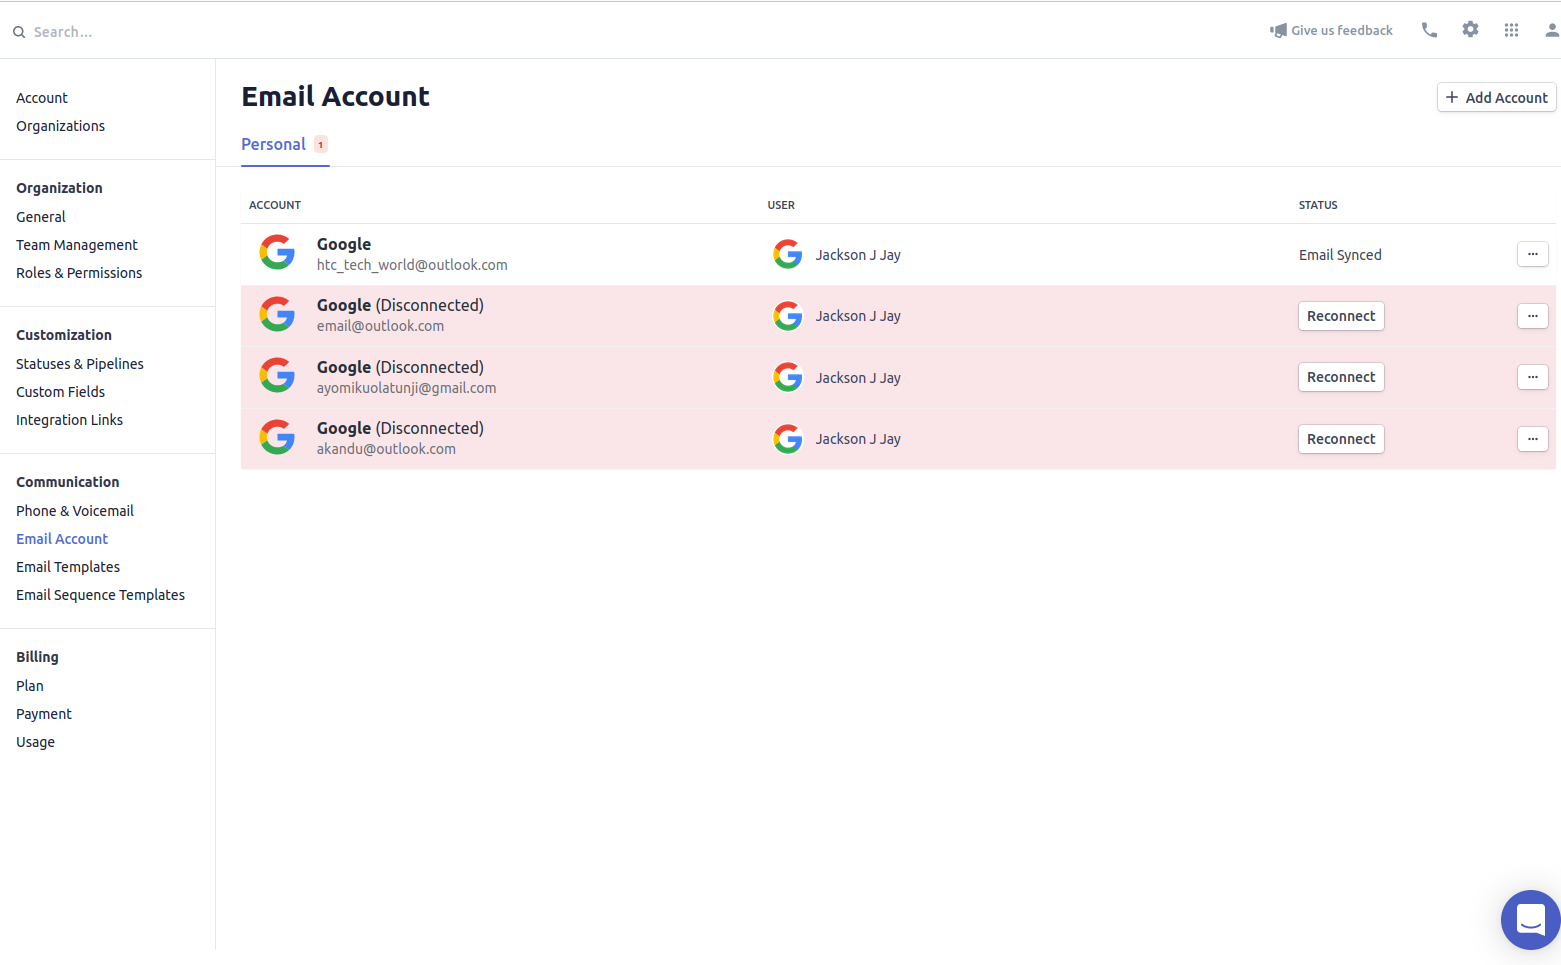 Search...
Give us feedback
Account
Organizations
Organization
General
Team Management
Roles & Permissions
Customization
Statuses & Pipelines
Custom Fields
Integration Links
Communication
Phone & Voicemail
Email Account
Email Templates
Email Sequence Templates
Billing
Plan
Payment
Usage
Email Account
+ Add Account
Personal 1
ACCOUNT USER STATUS
Google
htc_tech_world@outlook.com
Jackson J Jay
Email Synced
Google (Disconnected)
email@outlook.com
Jackson J Jay
Reconnect
Google (Disconnected)
ayomikuolatunji@gmail.com
Jackson J Jay
Reconnect
Google (Disconnected)
akandu@outlook.com
Jackson J Jay
Reconnect